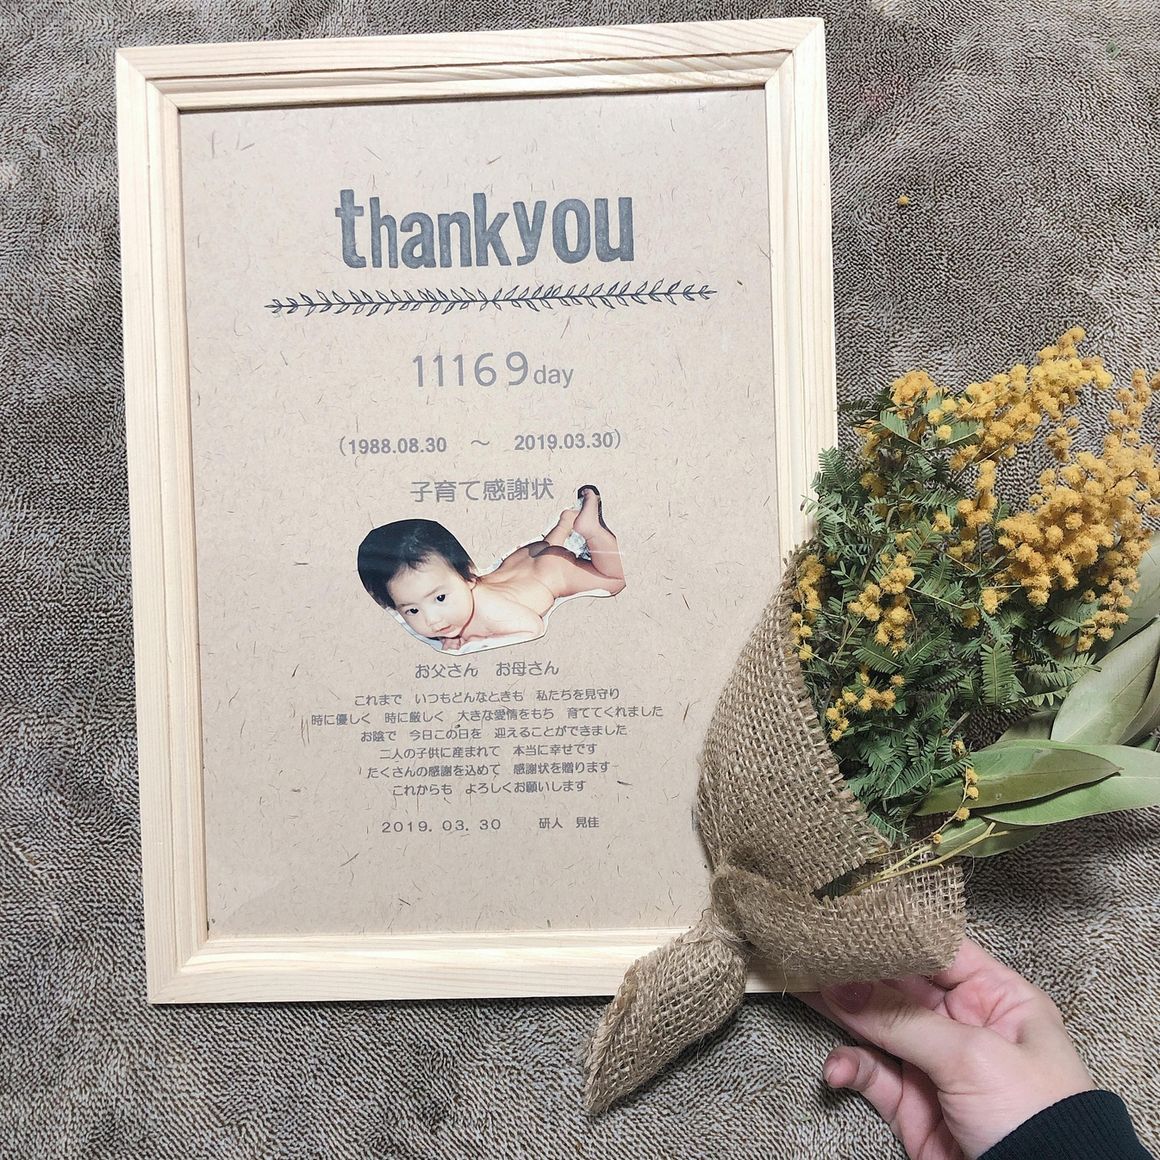 thankyou
11169day
(1988.08.30 ～ 2019.03.30)
子育て感謝状
お父さん お母さん
これまで いつもどんなときも 私たちを見守り
時に優しく 時に厳しく 大きな愛情をもち 育ててくれました
お陰で 今日この日を 迎えることができました
二人の子供に産まれて 本当に幸せです
たくさんの感謝を込めて 感謝状を贈ります
これからも よろしくお願いします
2019. 03. 30 研人 見佳